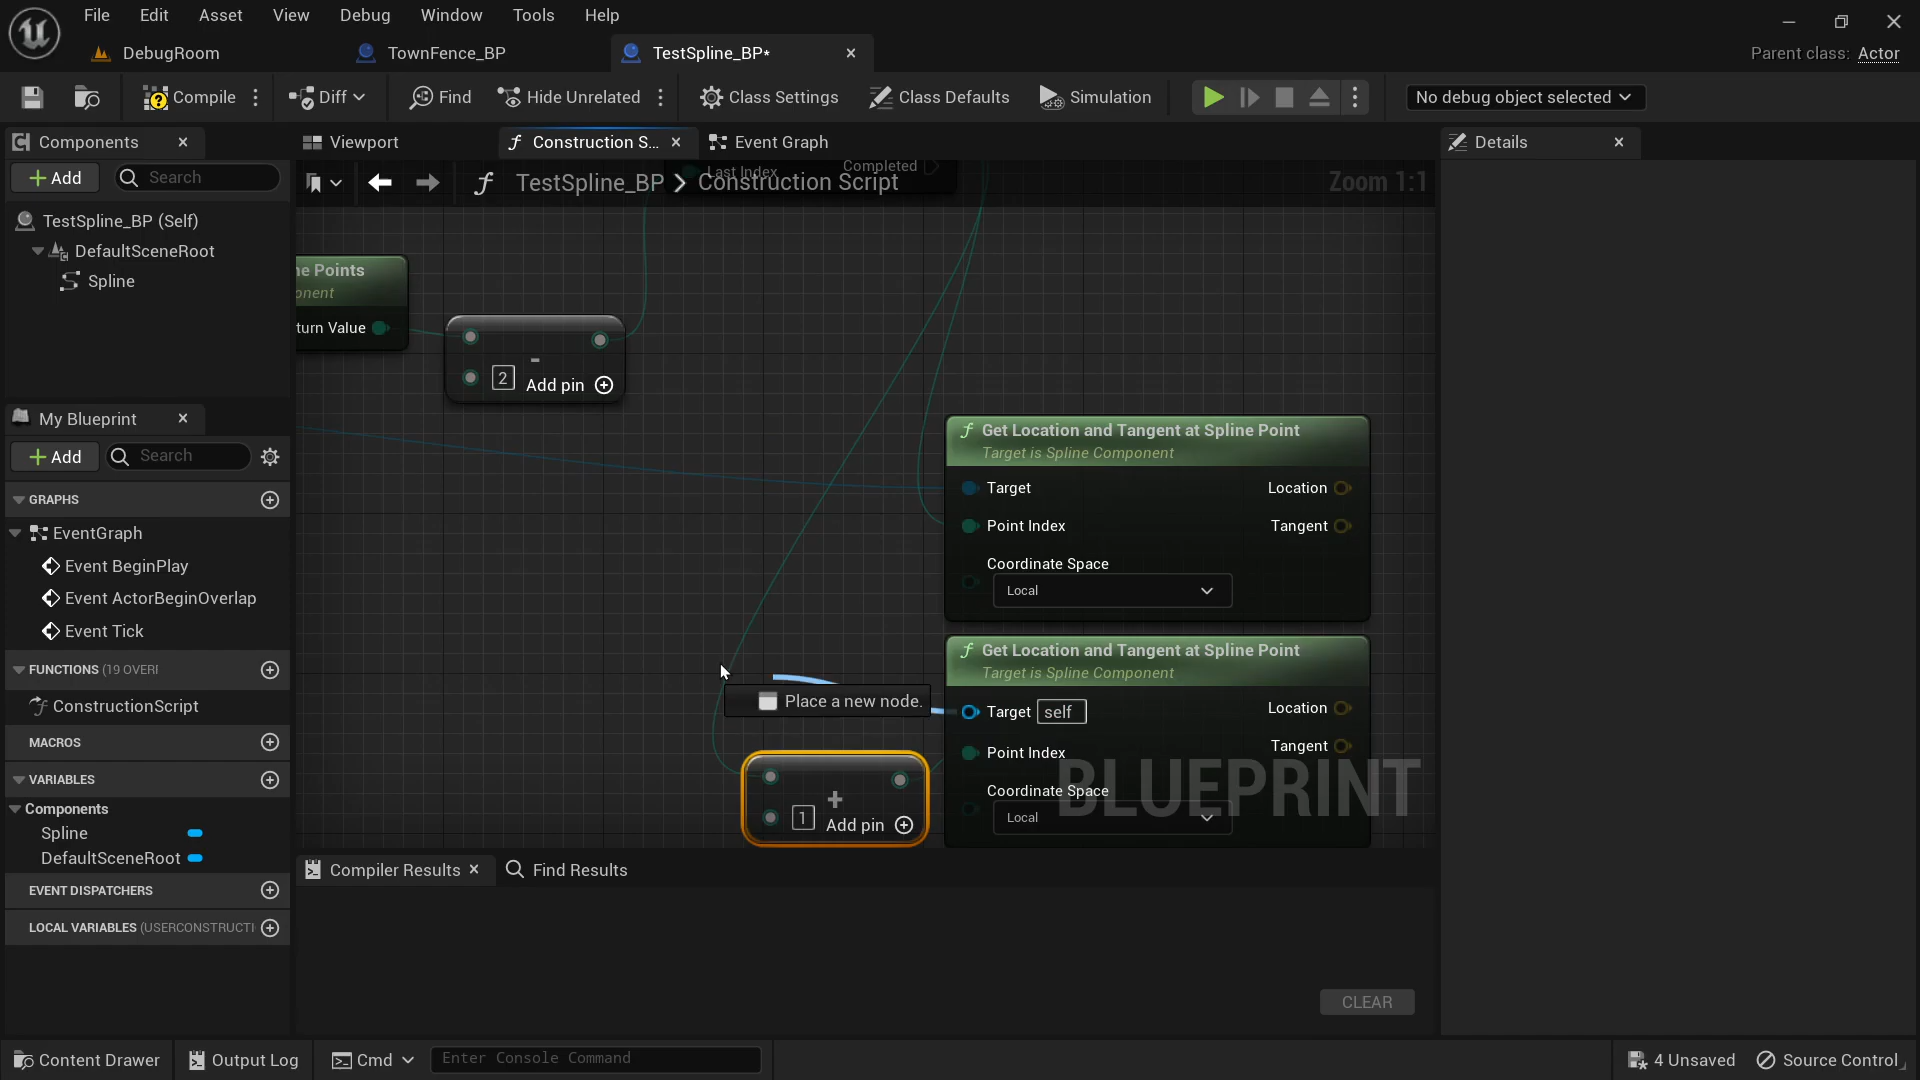 File Edit Asset View Debug Window Tools Help
DebugRoom TownFence_BP TestSpline_BP* Parent class: Actor
Compile Diff Find Hide Unrelated Class Settings Class Defaults Simulation No debug object selected
Components Viewport Construction S... Event Graph Details
Add Search
TestSpline_BP > Construction Script Zoom 1:1
Last Index Completed
TestSpline_BP (Self)
DefaultSceneRoot
Spline
ne Points
onent
turn Value
-
2 Add pin
My Blueprint
Add Search
GRAPHS
EventGraph
Event BeginPlay
Event ActorBeginOverlap
Event Tick
FUNCTIONS (19 OVERI
ConstructionScript
MACROS
VARIABLES
Components
Spline
DefaultSceneRoot
EVENT DISPATCHERS
LOCAL VARIABLES (USERCONSTRUCTI
Get Location and Tangent at Spline Point
Target is Spline Component
Target Location
Point Index Tangent
Coordinate Space
Local
Get Location and Tangent at Spline Point
Target is Spline Component
Place a new node.
Target self Location
Point Index Tangent
Coordinate Space
Local
+
1 Add pin
BLUEPRINT
Compiler Results Find Results
CLEAR
Content Drawer Output Log Cmd Enter Console Command 4 Unsaved Source Control